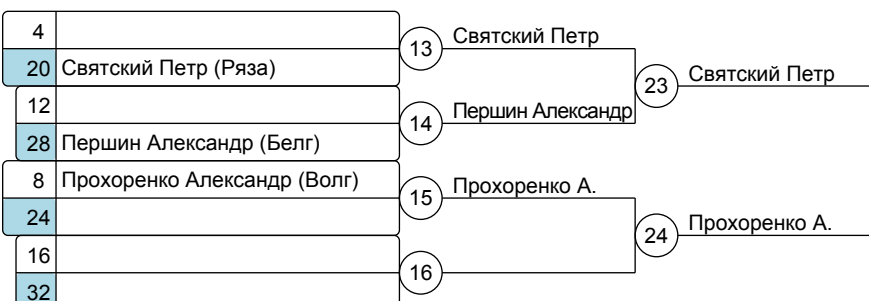 4
13 Святский Петр
20 Святский Петр (Ряза)
23 Святский Петр
12
14 Першин Александр
28 Першин Александр (Белг)
8 Прохоренко Александр (Волг)
15 Прохоренко А.
24
24 Прохоренко А.
16
16
32